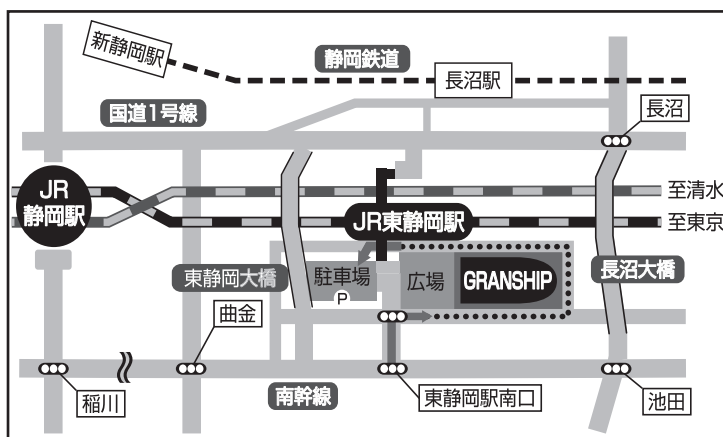 新静岡駅
静岡鉄道
長沼駅
国道1号線
長沼
JR
静岡駅
至清水
JR東静岡駅
至東京
東静岡大橋
駐車場
P
広場
GRANSHIP
長沼大橋
曲金
稲川
南幹線
東静岡駅南口
池田